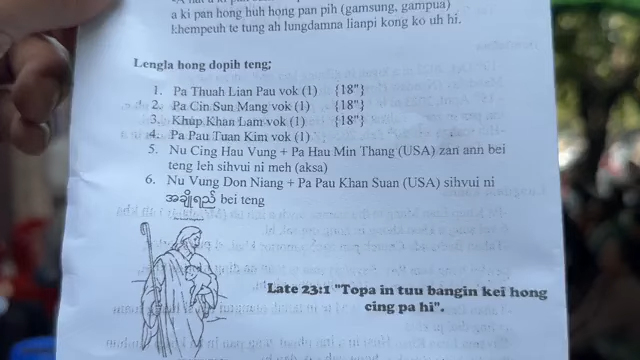 a ki pan hong huh hong pan pih (gamsung, gampua)
khempeuh te tung ah lungdamna lianpi kong ko uh hi.
Lengla hong dopih teng;
1. Pa Thuah Lian Pau vok (1) {18"}
2. Pa Cin Sun Mang vok (1) {18"}
3. Khup Khan Lam vok (1) {18"}
4. Pa Pau Tuan Kim vok (1)
5. Nu Cing Hau Vung + Pa Hau Min Thang (USA) zan ann bei
teng leh sihvui ni meh (aksa)
6. Nu Vung Don Niang + Pa Pau Khan Suan (USA) sihvui ni
အချိုရည် bei teng
Late 23:1 "Topa in tuu bangin kei hong
cing pa hi".